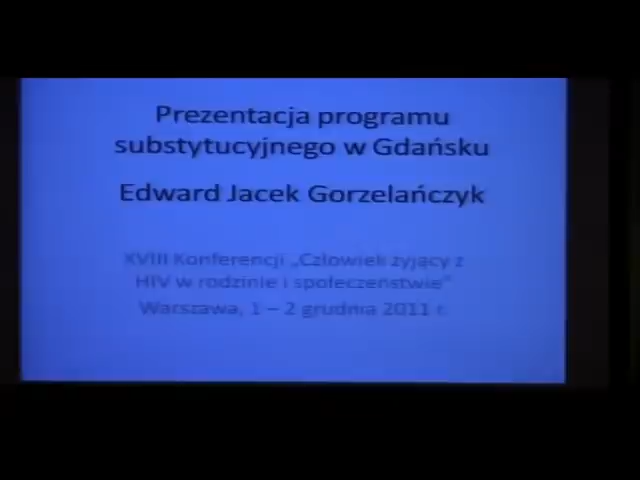 Prezentacja programu
substytucyjnego w Gdańsku
Edward Jacek Gorzelańczyk
XVIII Konferencji „Człowiek żyjący z
HIV w rodzinie i społeczeństwie"
Warszawa, 1 – 2 grudnia 2011 r.